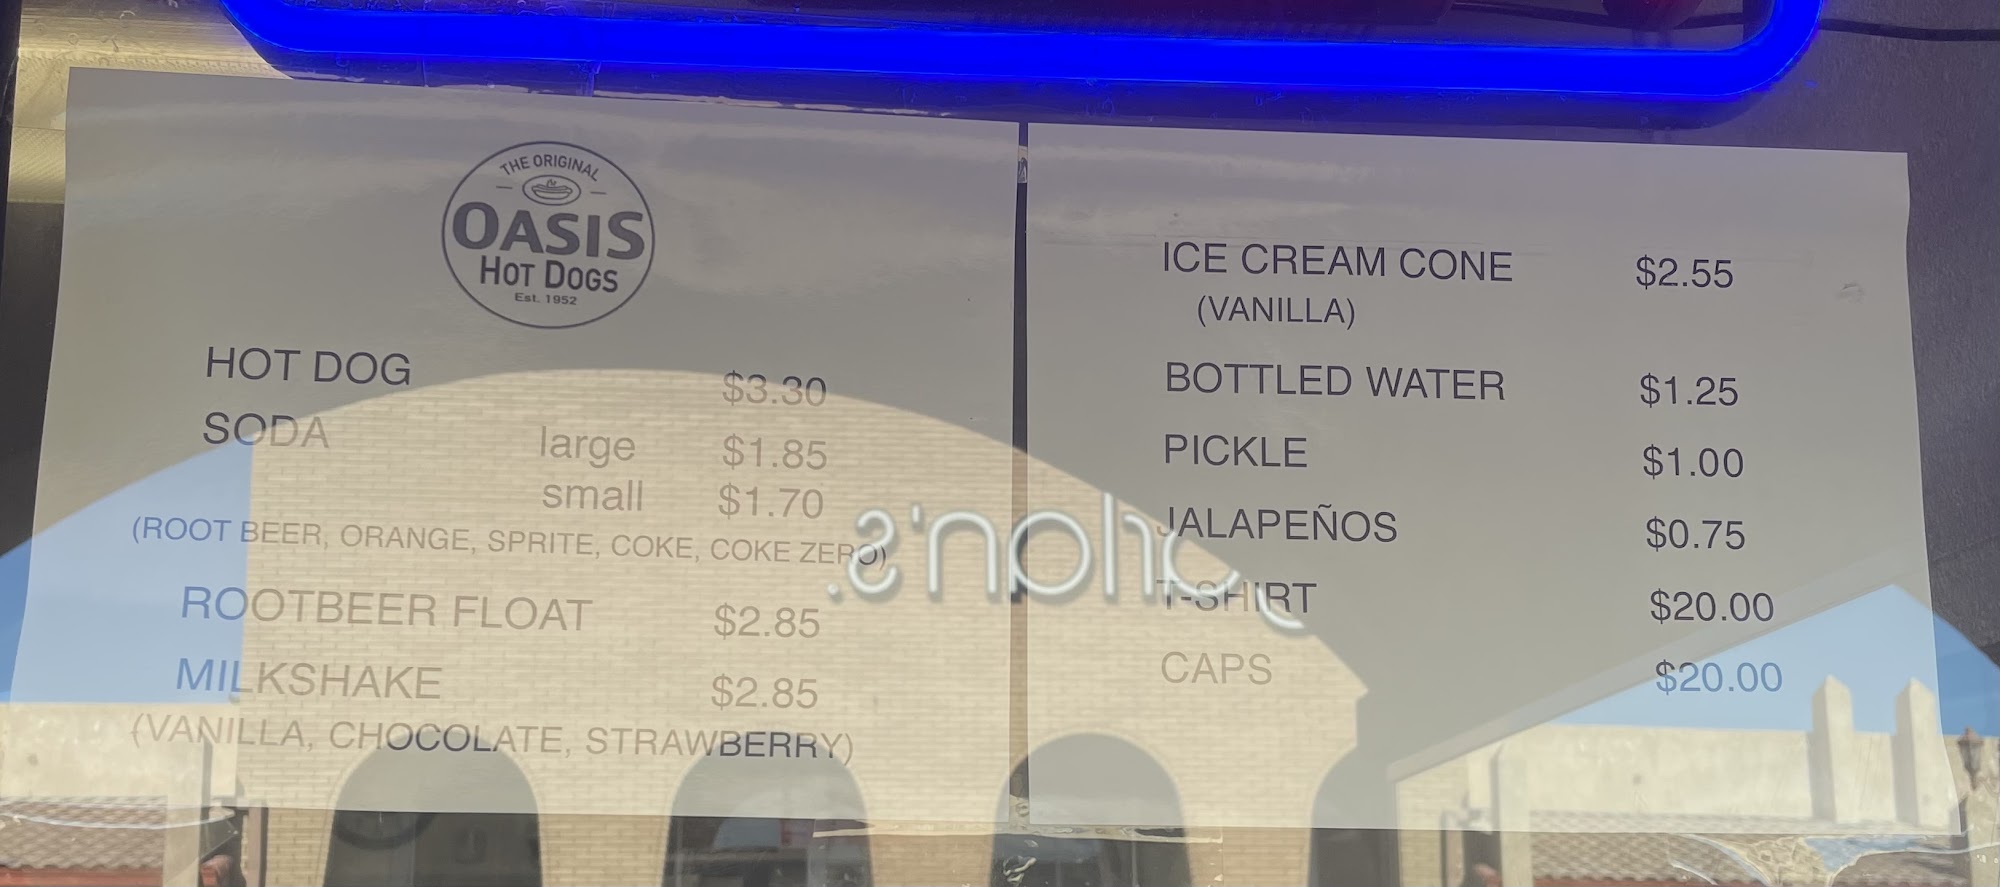 THE ORIGINAL
OASIS
HOT DOGS
Est. 1952
HOT DOG $3.30
SODA large $1.85
small $1.70
(ROOT BEER, ORANGE, SPRITE, COKE, COKE ZERO)
ROOTBEER FLOAT $2.85
MILKSHAKE $2.85
(VANILLA, CHOCOLATE, STRAWBERRY)
ICE CREAM CONE $2.55
(VANILLA)
BOTTLED WATER $1.25
PICKLE $1.00
JALAPEÑOS $0.75
T-SHIRT $20.00
CAPS $20.00